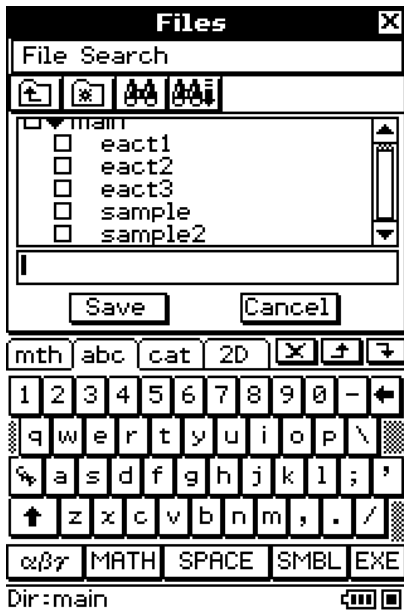 Files
File Search
main
eact1
eact2
eact3
sample
sample2
Save Cancel
mth abc cat 2D
1 2 3 4 5 6 7 8 9 0 -
q w e r t y u i o p \
a s d f g h j k l ; '
z x c v b n m , . /
αβγ MATH SPACE SMBL EXE
Dir:main